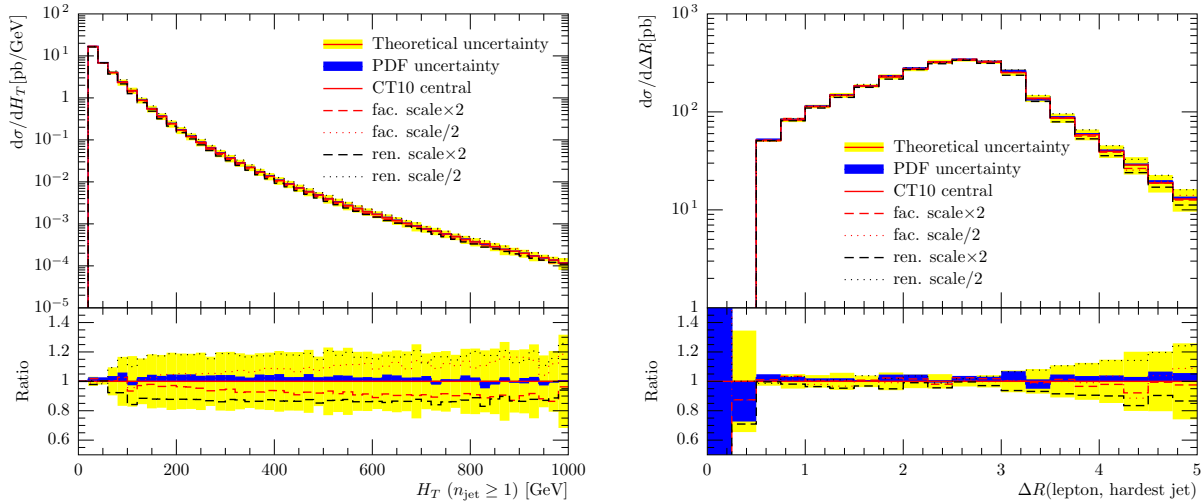 dσ/dH_T [pb/GeV]
10²
10¹
1
10⁻¹
10⁻²
10⁻³
10⁻⁴
10⁻⁵
Theoretical uncertainty
PDF uncertainty
CT10 central
fac. scale×2
fac. scale/2
ren. scale×2
ren. scale/2
Ratio
1.4
1.2
1
0.8
0.6
0 200 400 600 800 1000
H_T (n_jet ≥ 1) [GeV]
dσ/dΔR[pb]
10³
10²
10¹
1
Theoretical uncertainty
PDF uncertainty
CT10 central
fac. scale×2
fac. scale/2
ren. scale×2
ren. scale/2
Ratio
1.4
1.2
1
0.8
0.6
0 1 2 3 4 5
ΔR(lepton, hardest jet)